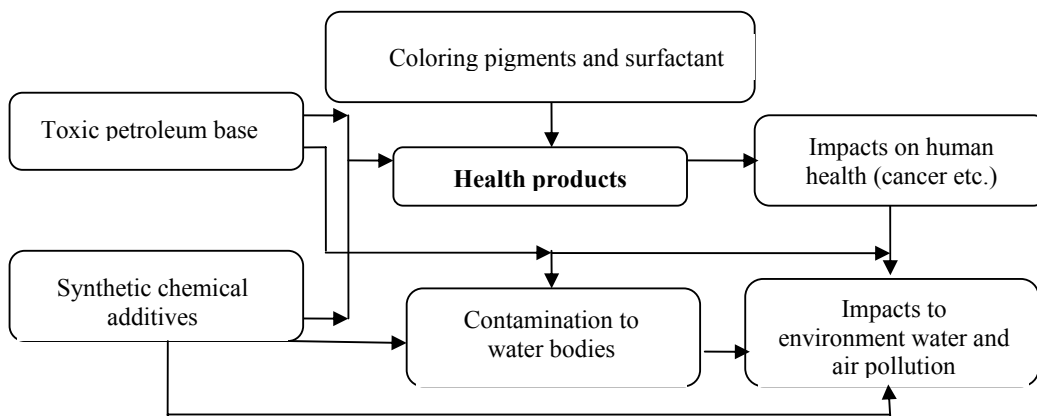 Coloring pigments and surfactant
Toxic petroleum base
Health products
Impacts on human
health (cancer etc.)
Synthetic chemical
additives
Contamination to
water bodies
Impacts to
environment water and
air pollution